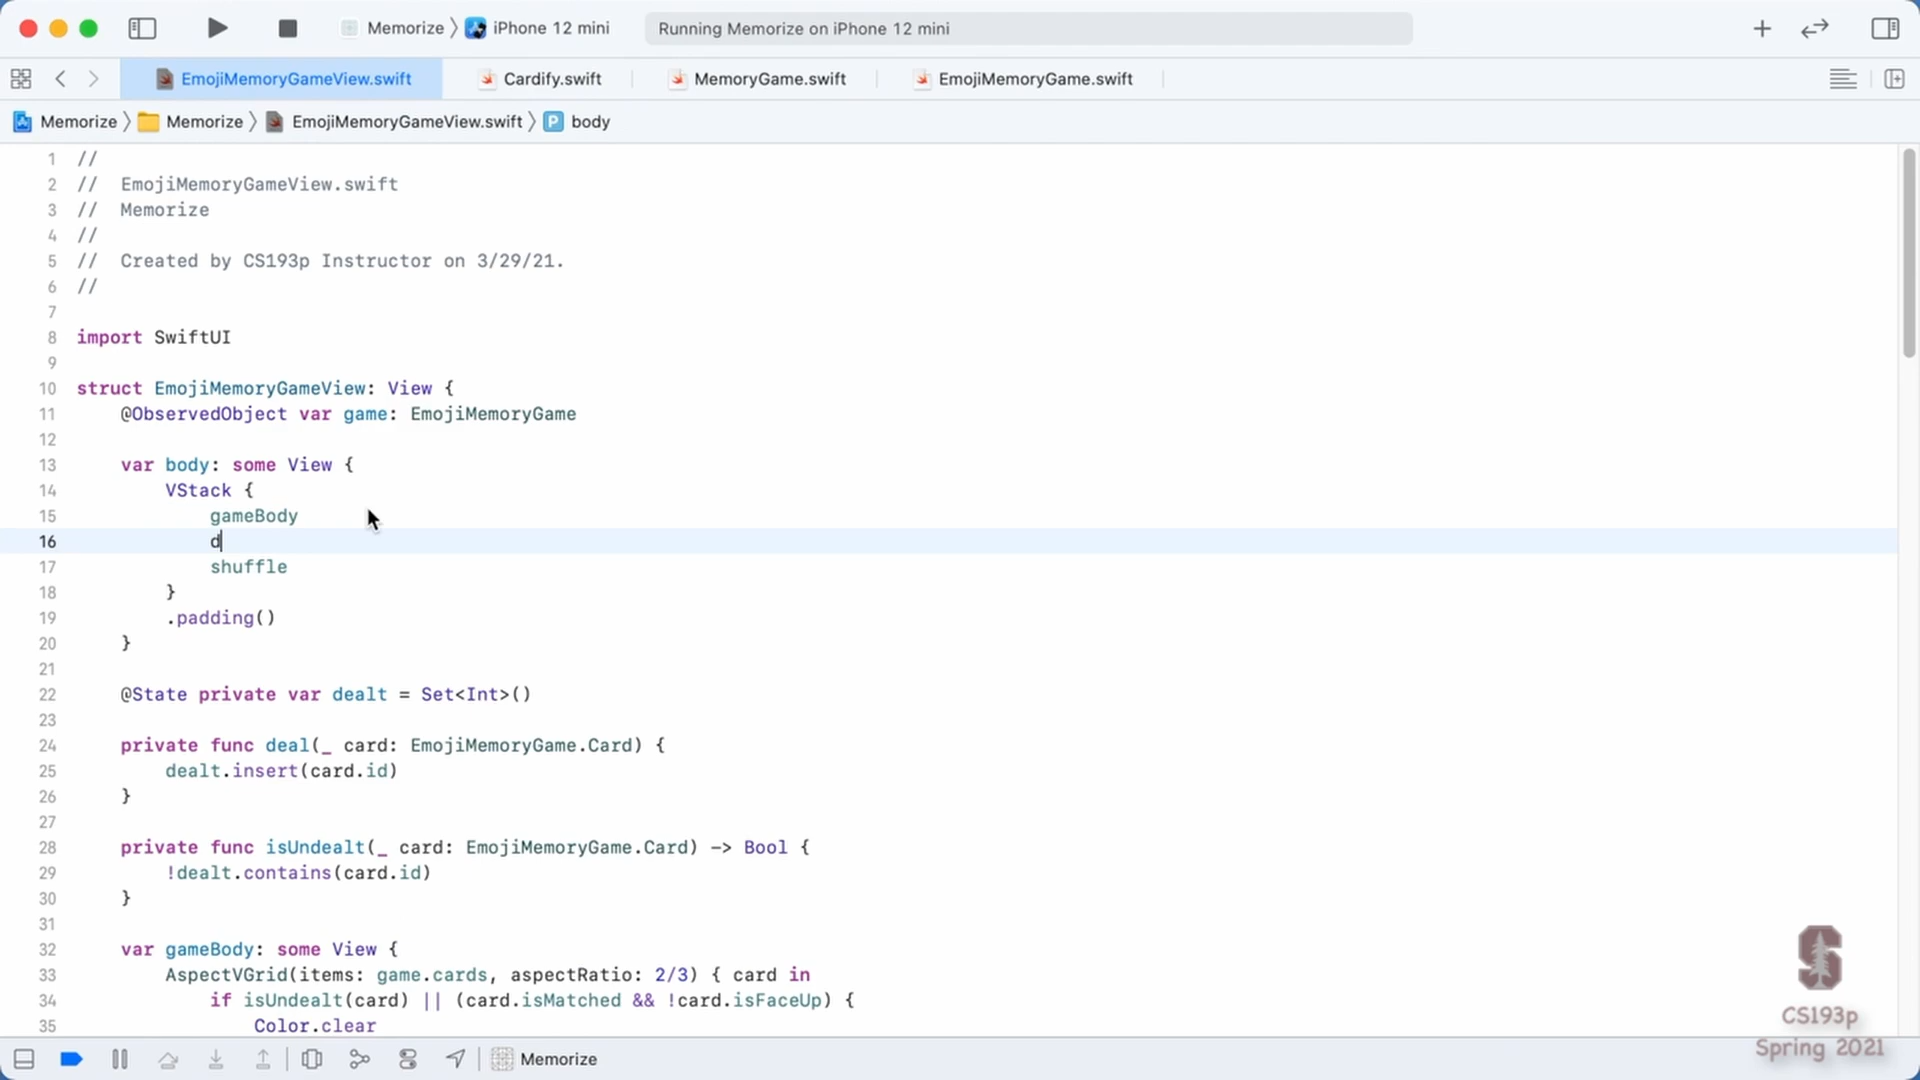 Memorize 〉 iPhone 12 mini
Running Memorize on iPhone 12 mini
EmojiMemoryGameView.swift
Cardify.swift
MemoryGame.swift
EmojiMemoryGame.swift
Memorize 〉 Memorize 〉 EmojiMemoryGameView.swift 〉 P body
1 //
2 //  EmojiMemoryGameView.swift
3 //  Memorize
4 //
5 //  Created by CS193p Instructor on 3/29/21.
6 //
7
8 import SwiftUI
9
10 struct EmojiMemoryGameView: View {
11     @ObservedObject var game: EmojiMemoryGame
12
13     var body: some View {
14         VStack {
15             gameBody
16             d
17             shuffle
18         }
19         .padding()
20     }
21
22     @State private var dealt = Set<Int>()
23
24     private func deal(_ card: EmojiMemoryGame.Card) {
25         dealt.insert(card.id)
26     }
27
28     private func isUndealt(_ card: EmojiMemoryGame.Card) -> Bool {
29         !dealt.contains(card.id)
30     }
31
32     var gameBody: some View {
33         AspectVGrid(items: game.cards, aspectRatio: 2/3) { card in
34             if isUndealt(card) || (card.isMatched && !card.isFaceUp) {
35                 Color.clear
Memorize
S
CS193p
Spring 2021